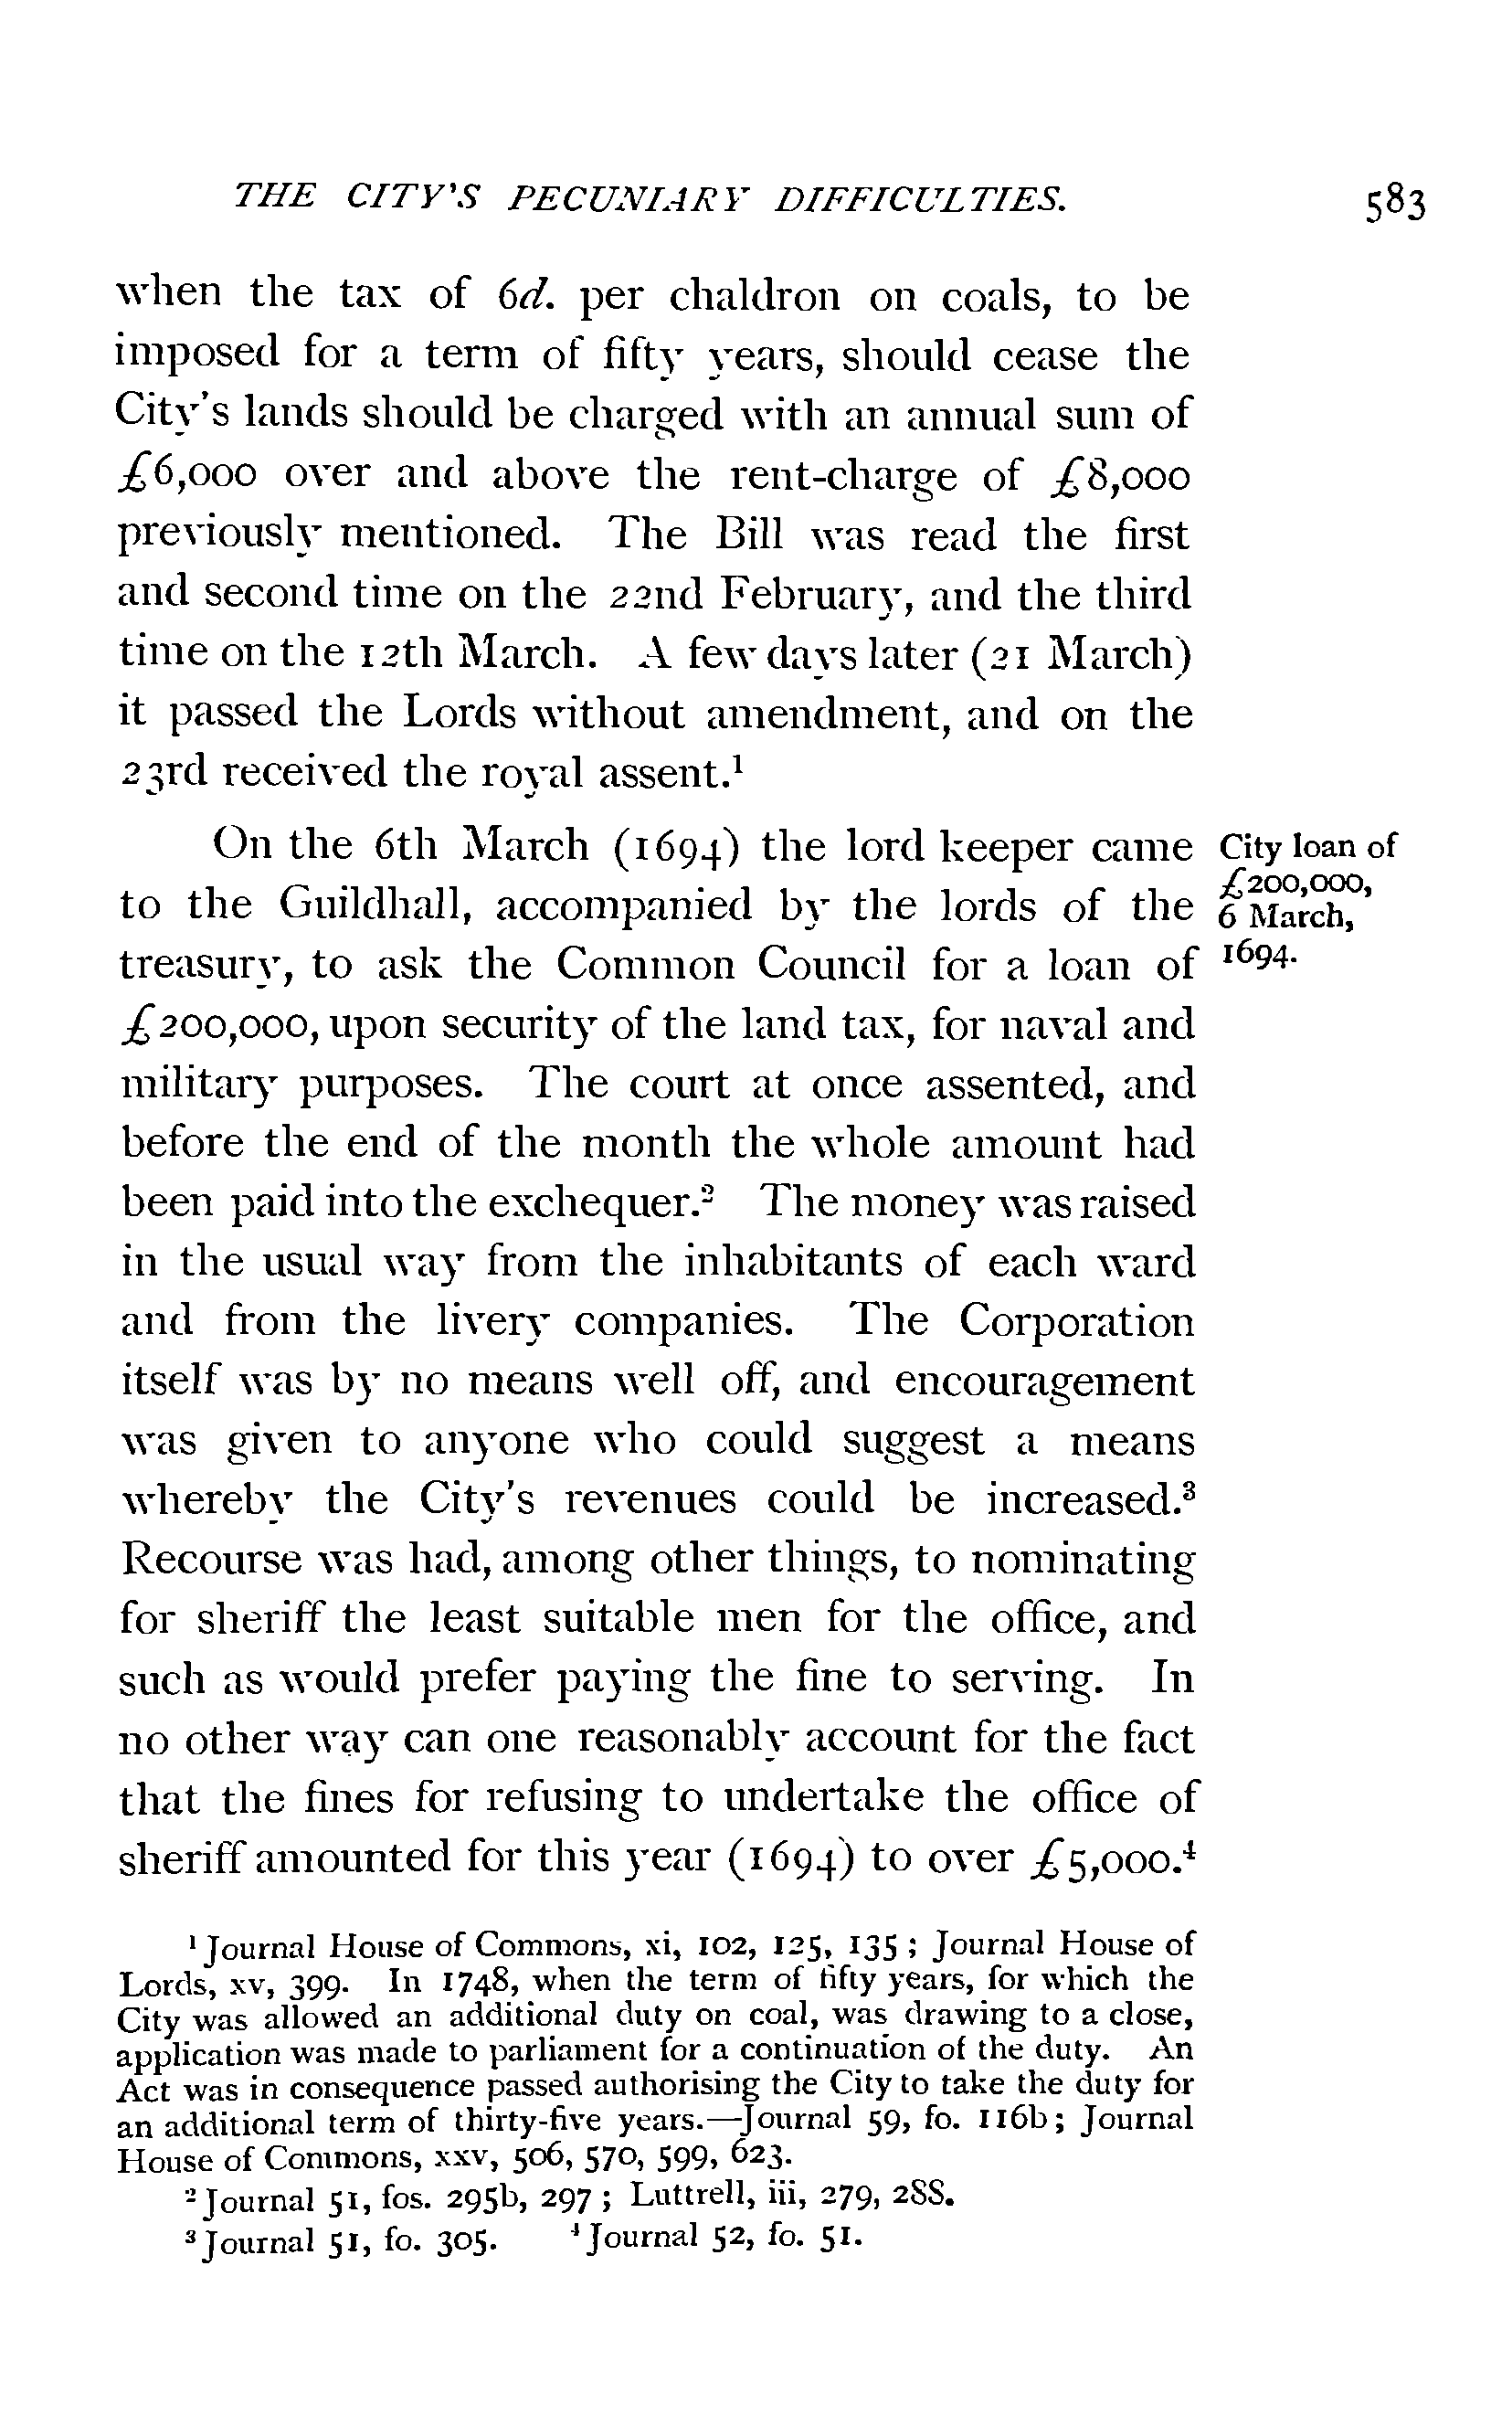 THE CITY'S PECUNIARY DIFFICULTIES. 583
when the tax of 6d. per chaldron on coals, to be
imposed for a term of fifty years, should cease the
City's lands should be charged with an annual sum of
£6,000 over and above the rent-charge of £8,000
previously mentioned. The Bill was read the first
and second time on the 22nd February, and the third
time on the 12th March. A few days later (21 March)
it passed the Lords without amendment, and on the
23rd received the royal assent.¹
On the 6th March (1694) the lord keeper came
to the Guildhall, accompanied by the lords of the
treasury, to ask the Common Council for a loan of
£200,000, upon security of the land tax, for naval and
military purposes. The court at once assented, and
before the end of the month the whole amount had
been paid into the exchequer.² The money was raised
in the usual way from the inhabitants of each ward
and from the livery companies. The Corporation
itself was by no means well off, and encouragement
was given to anyone who could suggest a means
whereby the City's revenues could be increased.³
Recourse was had, among other things, to nominating
for sheriff the least suitable men for the office, and
such as would prefer paying the fine to serving. In
no other way can one reasonably account for the fact
that the fines for refusing to undertake the office of
sheriff amounted for this year (1694) to over £5,000.⁴
City loan of
£200,000,
6 March,
1694.
¹ Journal House of Commons, xi, 102, 125, 135; Journal House of
Lords, xv, 399. In 1748, when the term of fifty years, for which the
City was allowed an additional duty on coal, was drawing to a close,
application was made to parliament for a continuation of the duty. An
Act was in consequence passed authorising the City to take the duty for
an additional term of thirty-five years.—Journal 59, fo. 116b; Journal
House of Commons, xxv, 506, 570, 599, 623.
² Journal 51, fos. 295b, 297; Luttrell, iii, 279, 288.
³ Journal 51, fo. 305. ⁴ Journal 52, fo. 51.